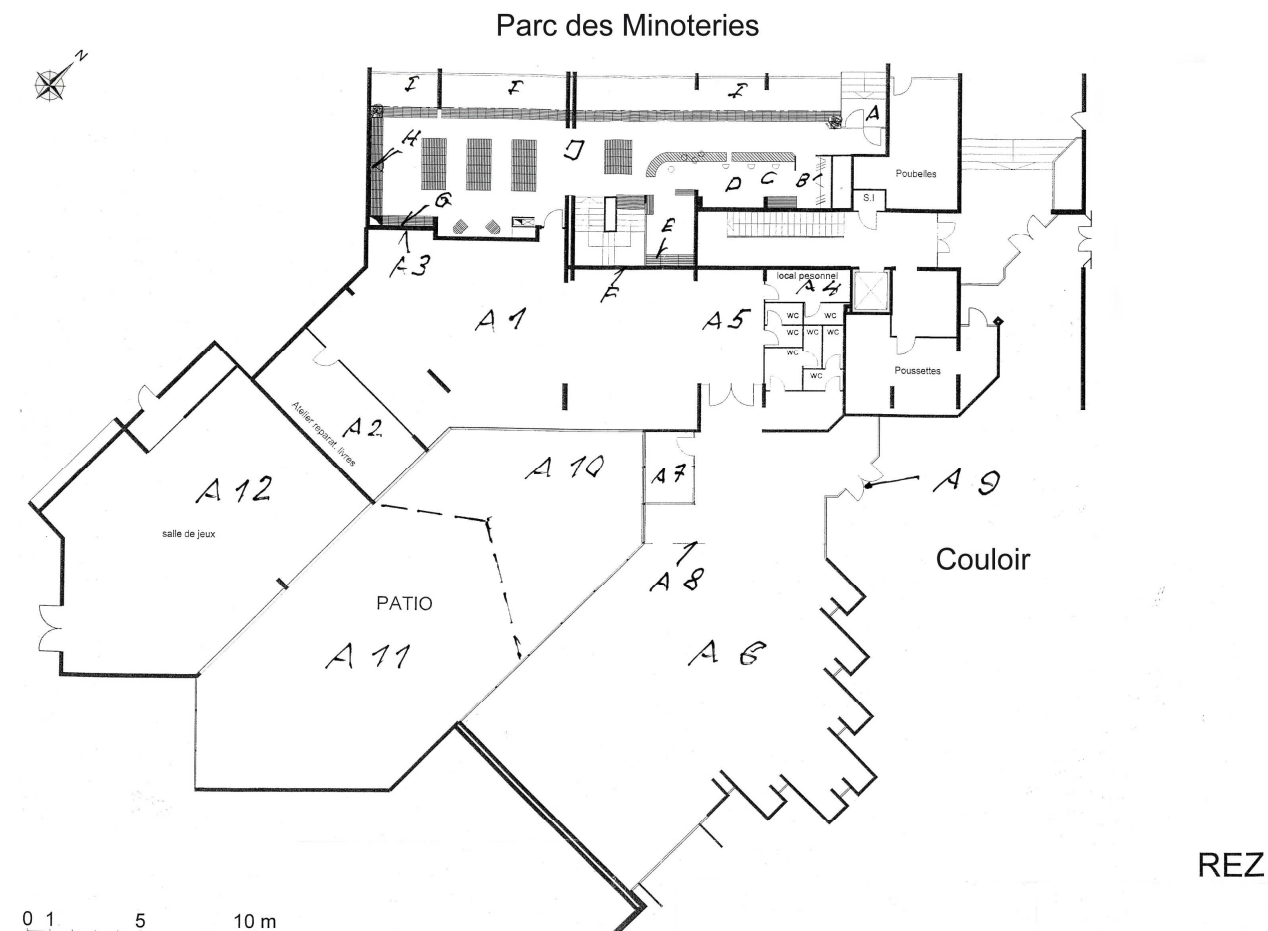 Parc des Minoteries
N
I
I
I
A
H
J
D
C
B
Poubelles
G
S.I
E
A3
F
local pesonnel
A4
A1
A5
WC
WC
WC
WC
WC
WC
Poussettes
Atelier reparat. livres
A2
A10
A7
A9
A12
salle de jeux
Couloir
A8
PATIO
A11
A6
REZ
0 1 5 10 m